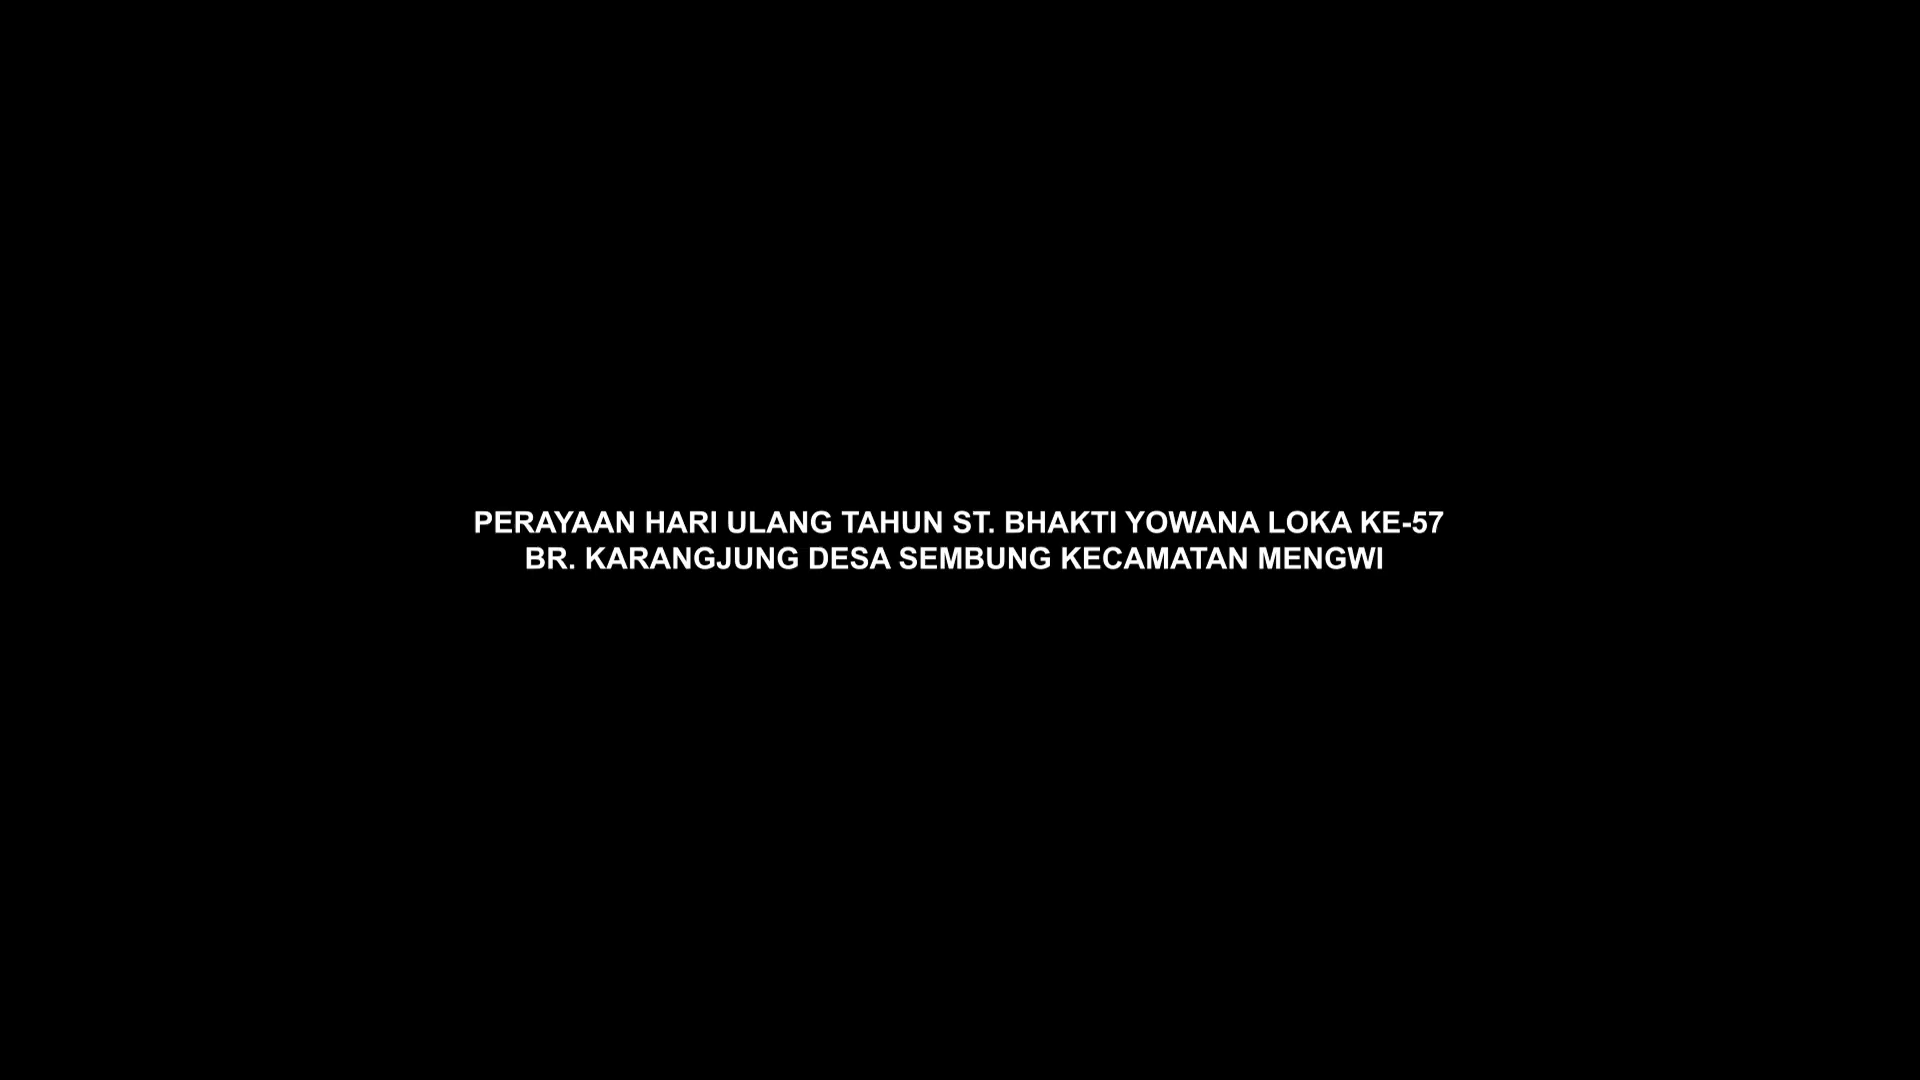 PERAYAAN HARI ULANG TAHUN ST. BHAKTI YOWANA LOKA KE-57
BR. KARANGJUNG DESA SEMBUNG KECAMATAN MENGWI